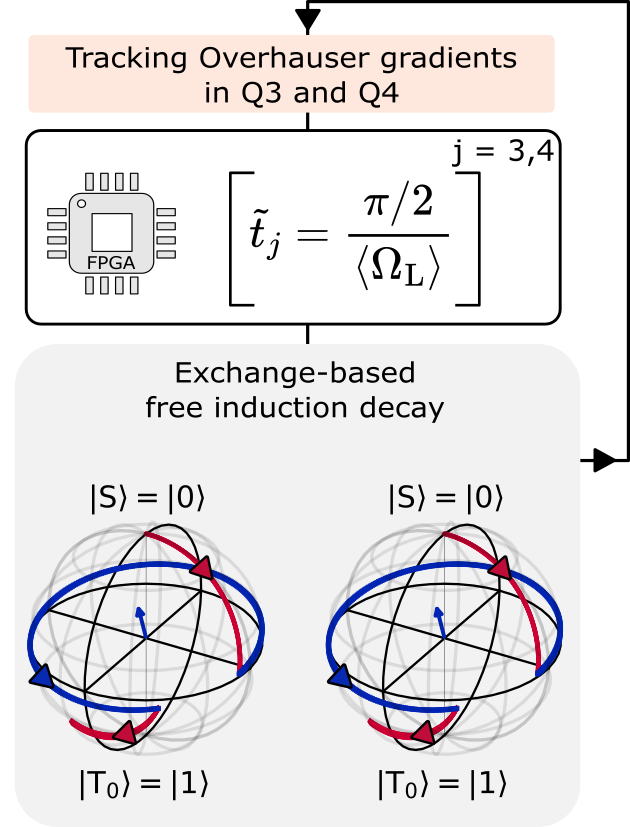 Tracking Overhauser gradients
in Q3 and Q4
j = 3,4
FPGA
t̃_j = π/2 / ⟨Ω_L⟩
Exchange-based
free induction decay
|S⟩ = |0⟩ |S⟩ = |0⟩
|T₀⟩ = |1⟩ |T₀⟩ = |1⟩